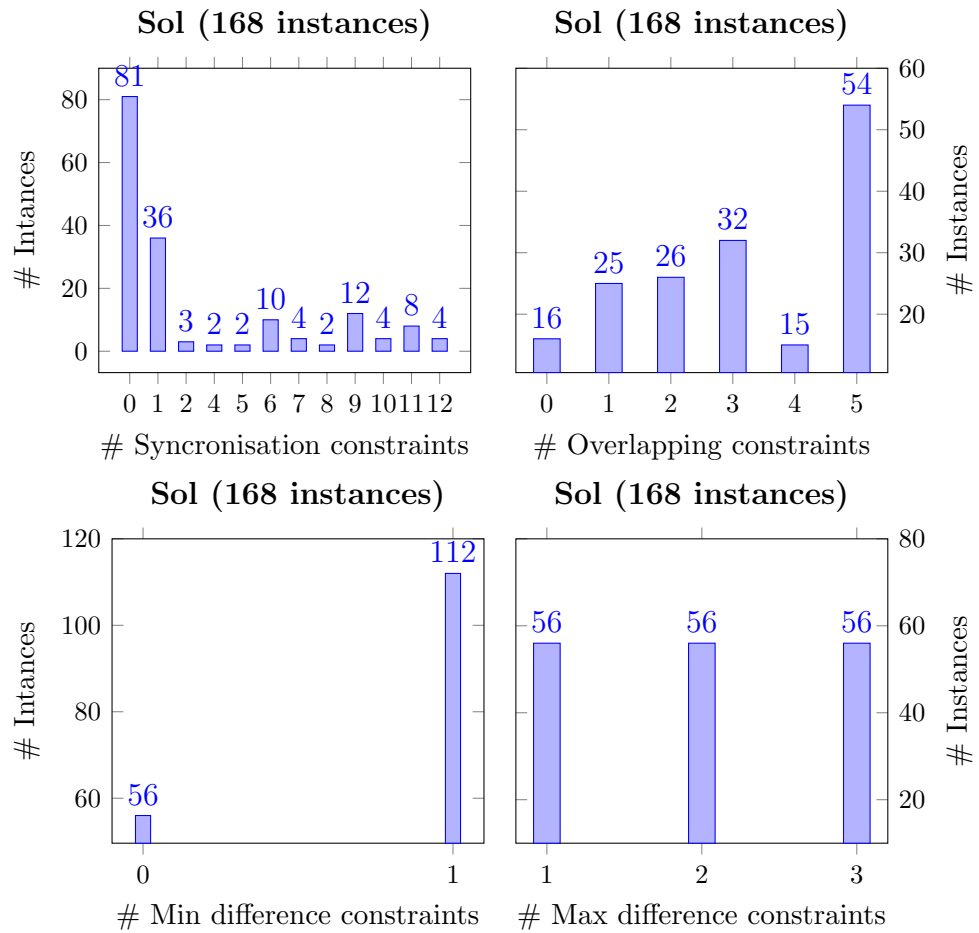 Sol (168 instances)
81
36
3
2
2
10
4
2
12
4
8
4
80
60
40
20
0
# Intances
0 1 2 4 5 6 7 8 9 10 11 12
# Syncronisation constraints
Sol (168 instances)
16
25
26
32
15
54
60
50
40
30
20
# Instances
0 1 2 3 4 5
# Overlapping constraints
Sol (168 instances)
56
112
120
100
80
60
# Intances
0 1
# Min difference constraints
Sol (168 instances)
56
56
56
80
60
40
20
# Instances
1 2 3
# Max difference constraints